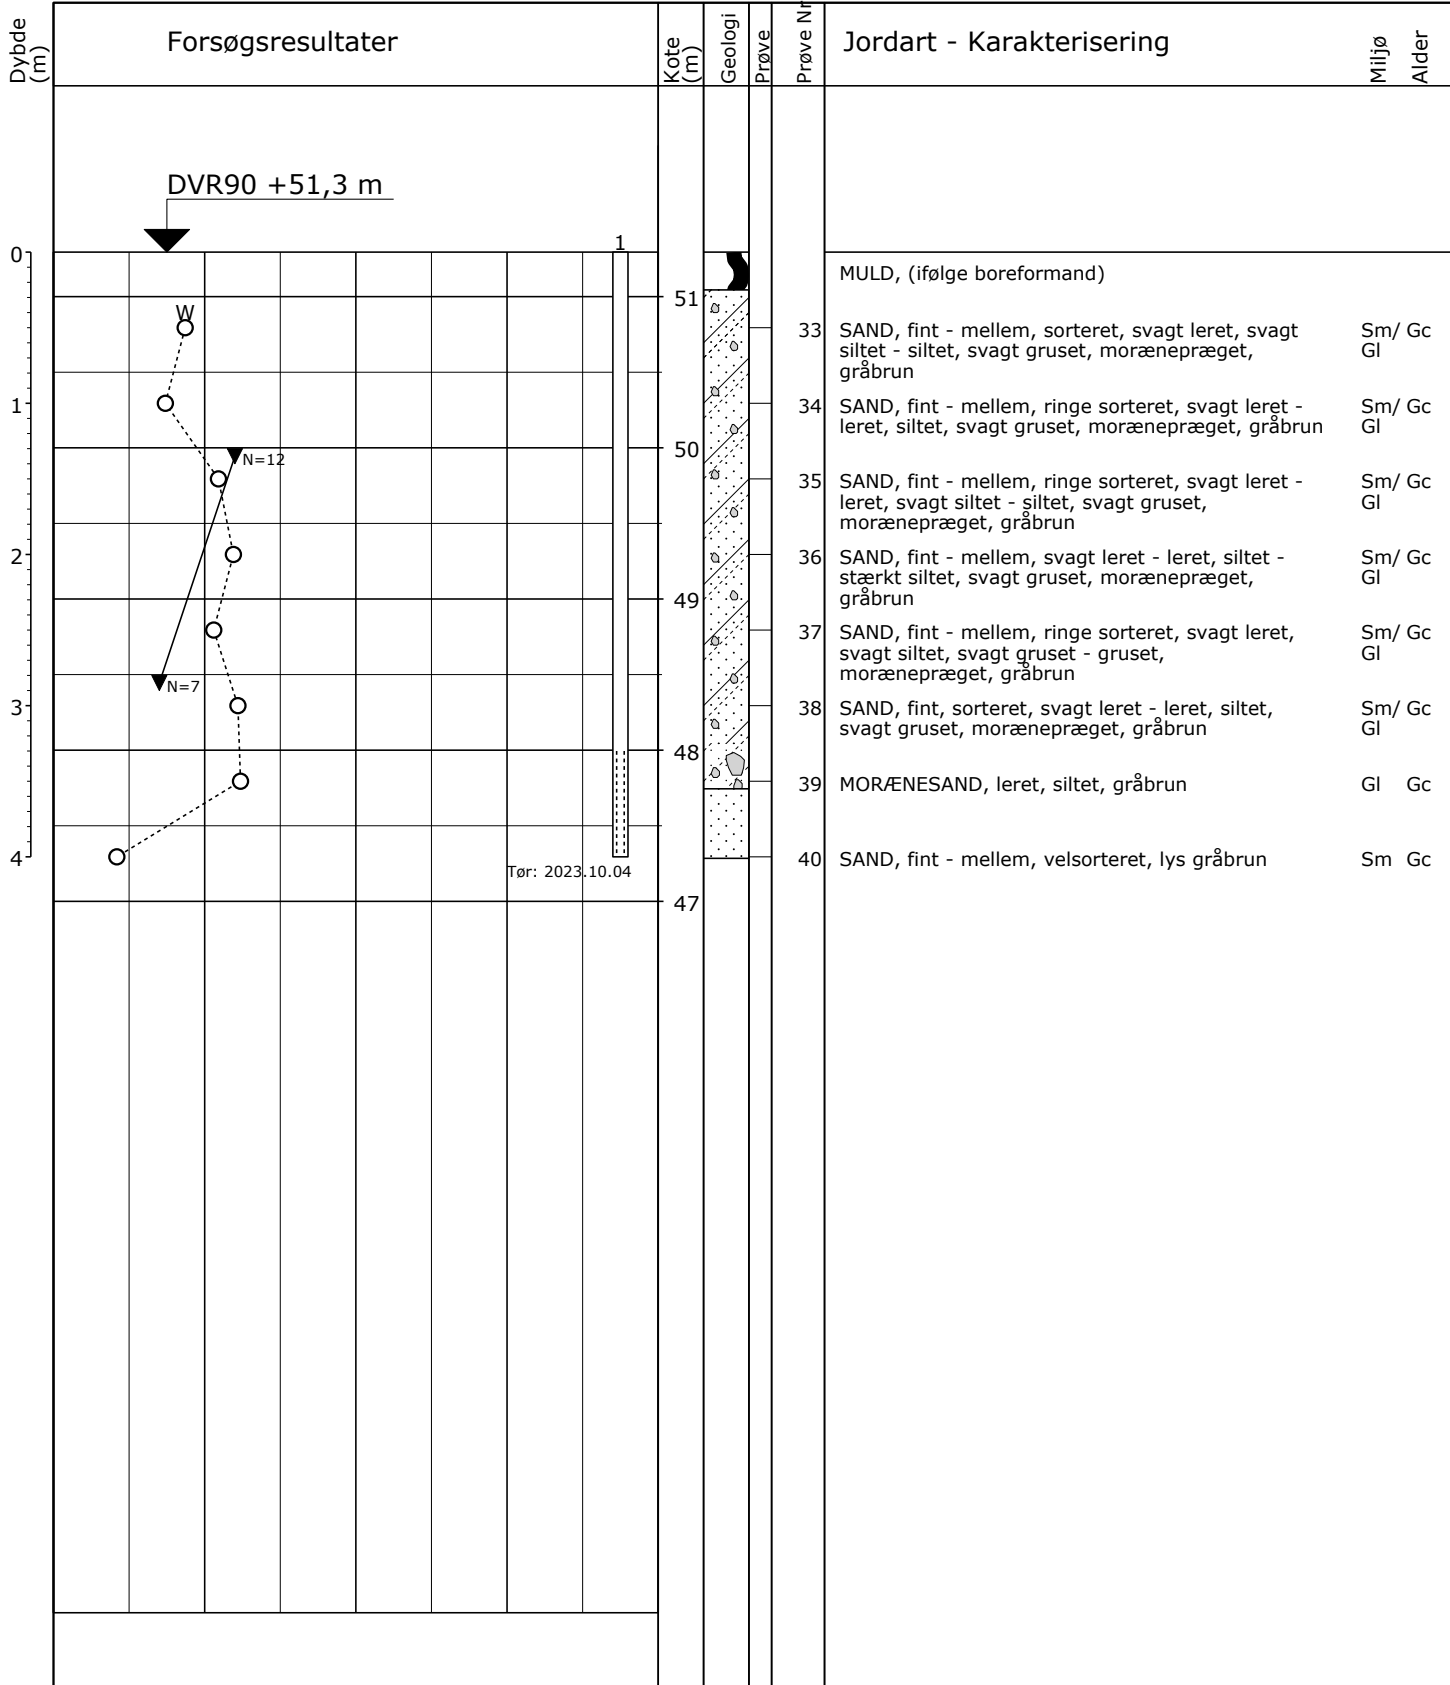 Dybde (m)
Forsøgsresultater
Kote (m)
Geologi
Prøve
Prøve Nr
Jordart - Karakterisering
Miljø
Alder
DVR90 +51,3 m
0
1
MULD, (ifølge boreformand)
51
W
33 SAND, fint - mellem, sorteret, svagt leret, svagt Sm/ Gc
siltet - siltet, svagt gruset, morænepræget, Gl
gråbrun
1
34 SAND, fint - mellem, ringe sorteret, svagt leret - Sm/ Gc
leret, siltet, svagt gruset, morænepræget, gråbrun Gl
50
N=12
35 SAND, fint - mellem, ringe sorteret, svagt leret - Sm/ Gc
leret, svagt siltet - siltet, svagt gruset, Gl
morænepræget, gråbrun
2
36 SAND, fint - mellem, svagt leret - leret, siltet - Sm/ Gc
stærkt siltet, svagt gruset, morænepræget, Gl
gråbrun
49
37 SAND, fint - mellem, ringe sorteret, svagt leret, Sm/ Gc
svagt siltet, svagt gruset - gruset, Gl
morænepræget, gråbrun
N=7
3
38 SAND, fint, sorteret, svagt leret - leret, siltet, Sm/ Gc
svagt gruset, morænepræget, gråbrun Gl
48
39 MORÆNESAND, leret, siltet, gråbrun Gl Gc
4
40 SAND, fint - mellem, velsorteret, lys gråbrun Sm Gc
Tør: 2023.10.04
47